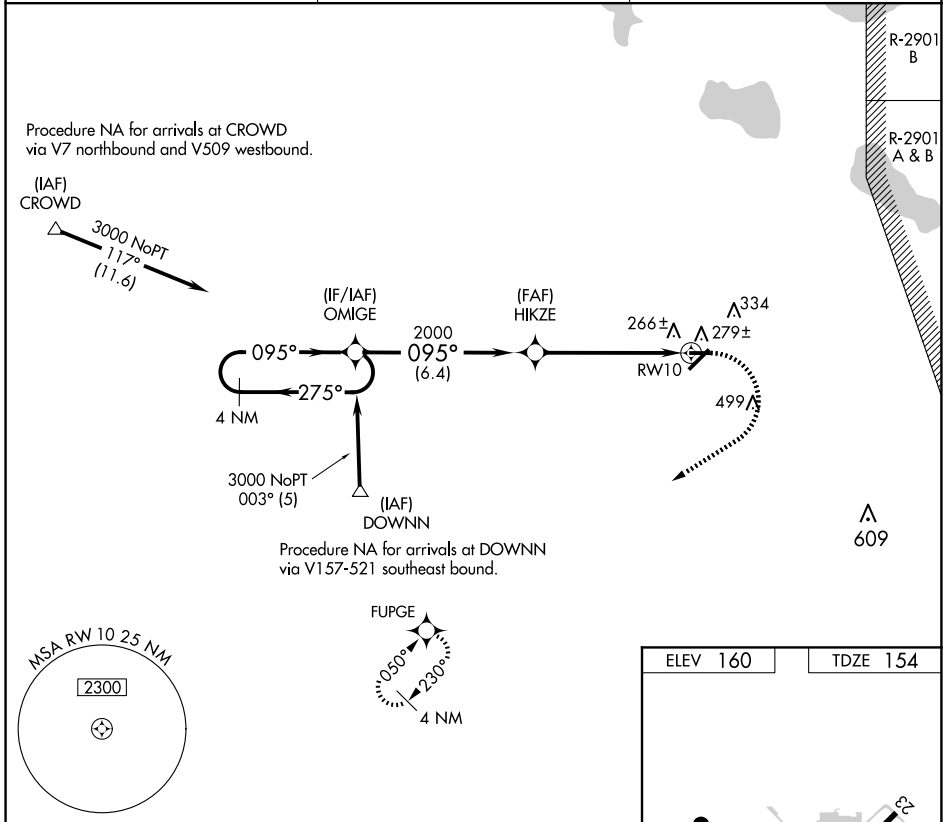 R-2901
B
Procedure NA for arrivals at CROWD
via V7 northbound and V509 westbound.
R-2901
A & B
(IAF)
CROWD
3000 NoPT
117°
(11.6)
(IF/IAF)
OMIGE
(FAF)
HIKZE
334
266±
279±
2000
095°
095°
(6.4)
RW10
275°
4 NM
499
3000 NoPT
003° (5)
(IAF)
DOWNN
609
Procedure NA for arrivals at DOWNN
via V157-521 southeast bound.
FUPGE
050°
230°
4 NM
MSA RW 10 25 NM
2300
ELEV 160
TDZE 154
23